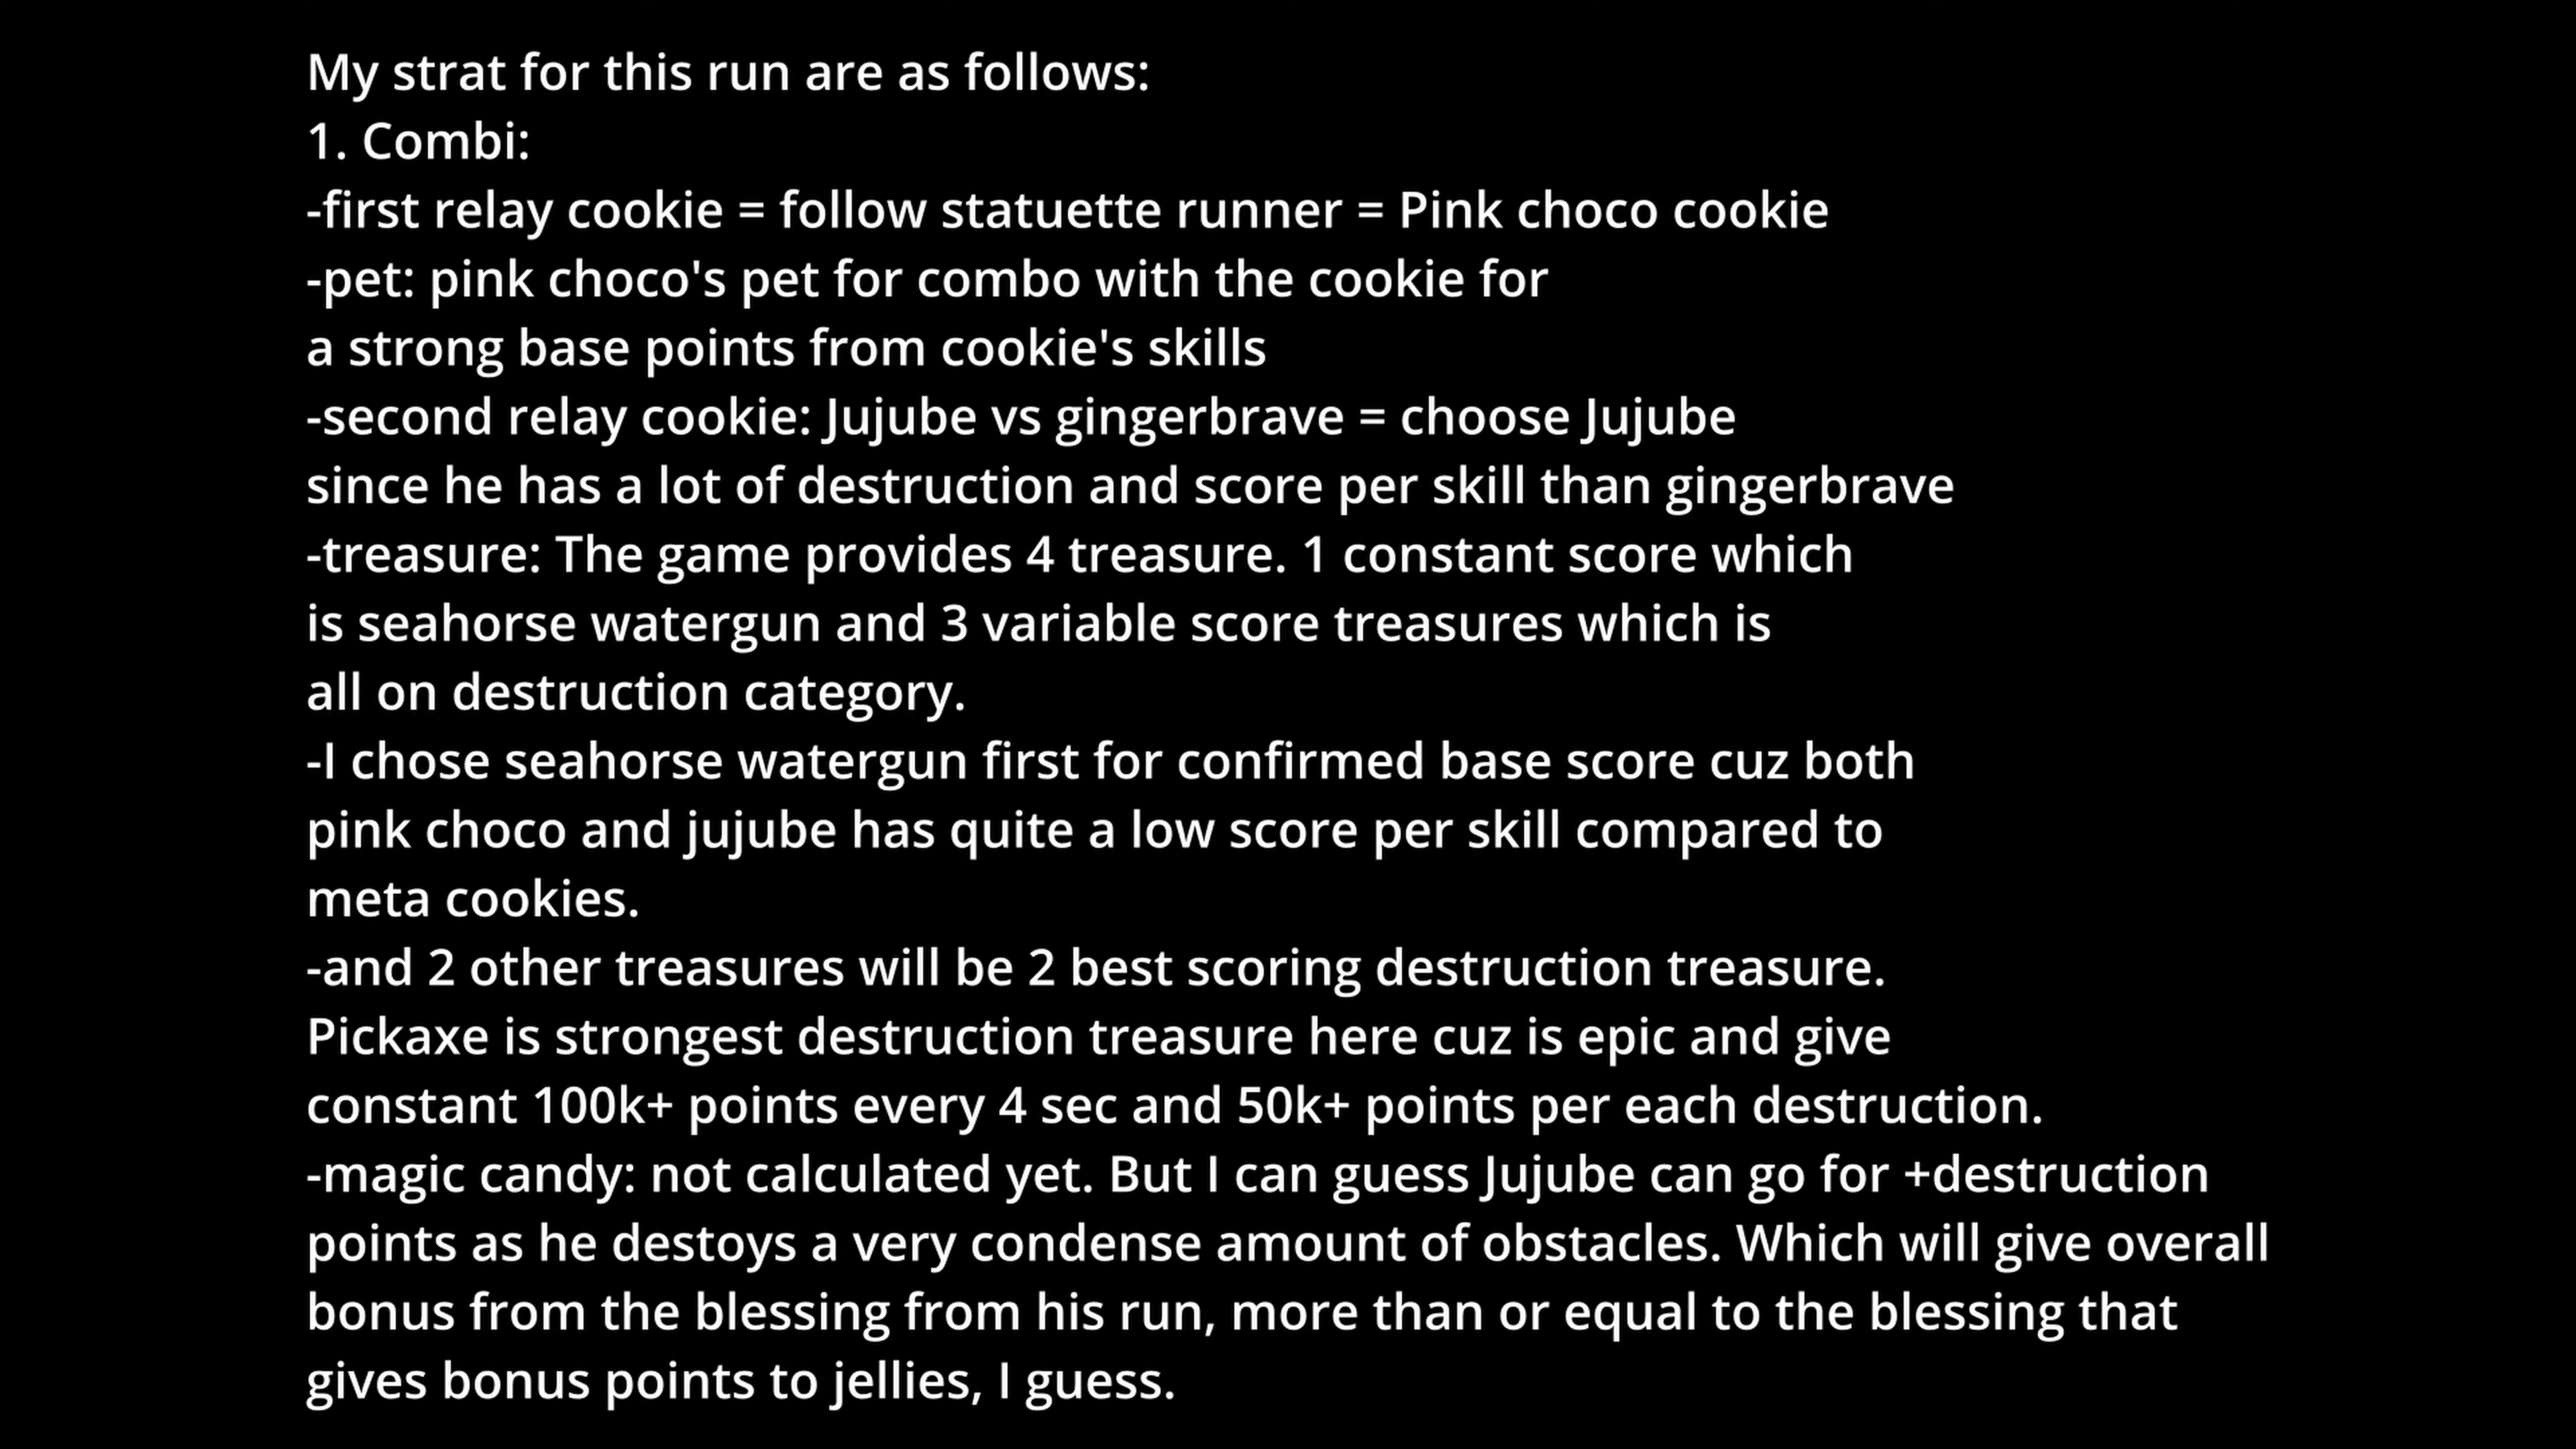 My strat for this run are as follows:
1. Combi:
-first relay cookie = follow statuette runner = Pink choco cookie
-pet: pink choco's pet for combo with the cookie for
a strong base points from cookie's skills
-second relay cookie: Jujube vs gingerbrave = choose Jujube
since he has a lot of destruction and score per skill than gingerbrave
-treasure: The game provides 4 treasure. 1 constant score which
is seahorse watergun and 3 variable score treasures which is
all on destruction category.
-I chose seahorse watergun first for confirmed base score cuz both
pink choco and jujube has quite a low score per skill compared to
meta cookies.
-and 2 other treasures will be 2 best scoring destruction treasure.
Pickaxe is strongest destruction treasure here cuz is epic and give
constant 100k+ points every 4 sec and 50k+ points per each destruction.
-magic candy: not calculated yet. But I can guess Jujube can go for +destruction
points as he destoys a very condense amount of obstacles. Which will give overall
bonus from the blessing from his run, more than or equal to the blessing that
gives bonus points to jellies, I guess.